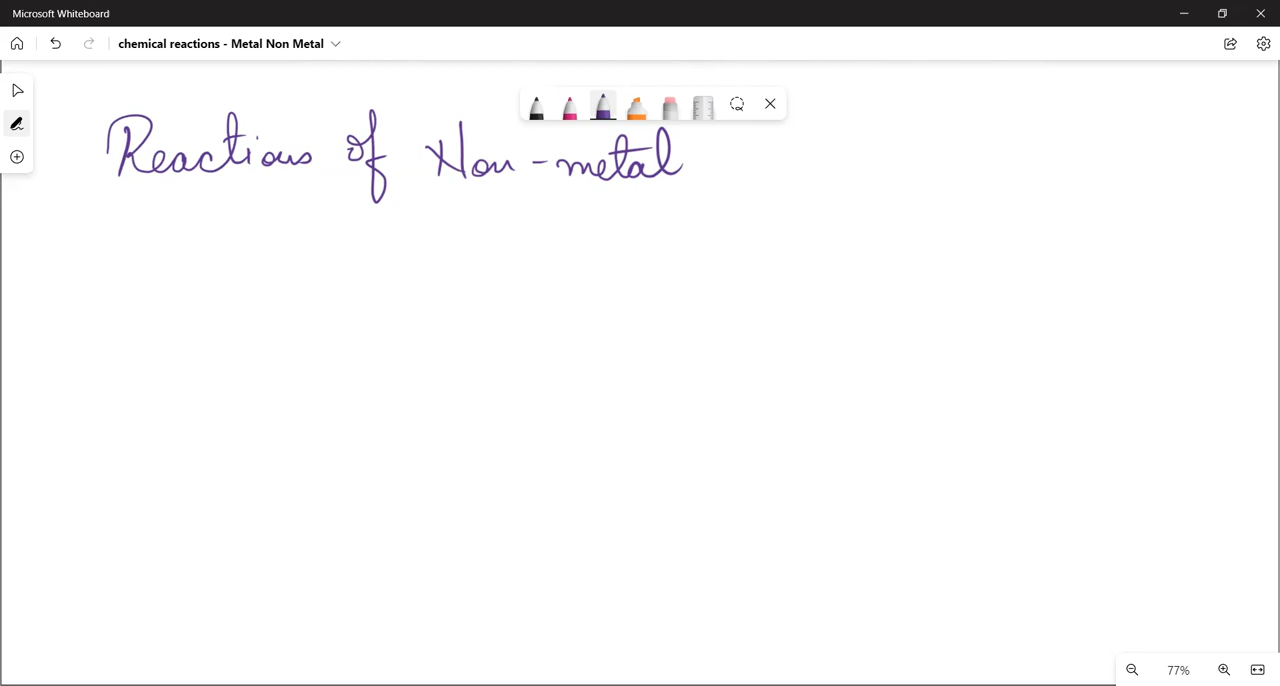 Microsoft Whiteboard
chemical reactions - Metal Non Metal
Reactions of Non-metal
77%